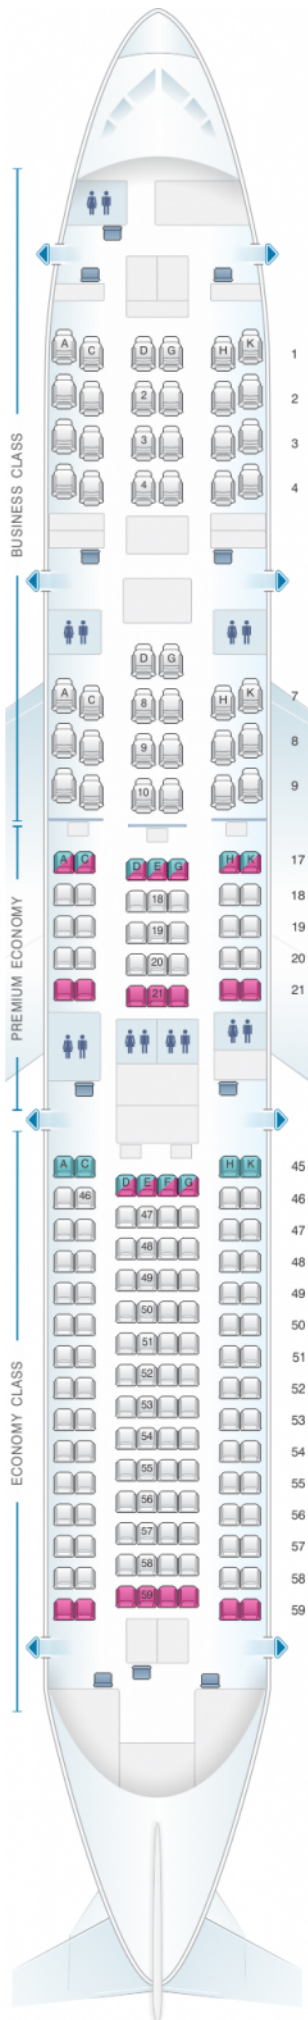 A C D G H K 1
2 2
3 3
4 4
BUSINESS CLASS
D G
A C 8 H K 7
9 8
10 9
A C D E G H K 17
18 18
19 19
20 20
21 21
PREMIUM ECONOMY
A C D E F G H K 45
46 46
47 47
48 48
49 49
50 50
51 51
52 52
53 53
54 54
55 55
56 56
57 57
58 58
59 59
ECONOMY CLASS